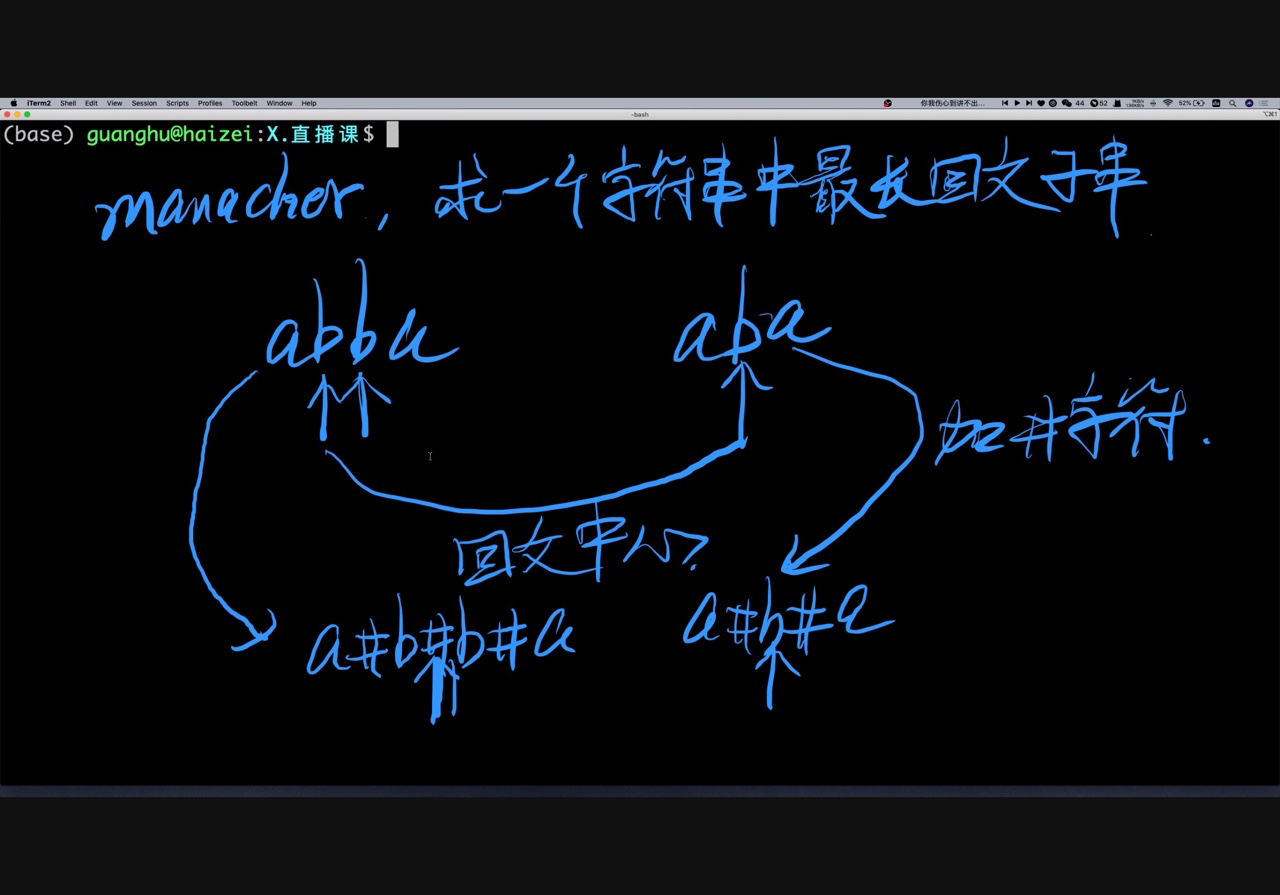 iTerm2 Shell Edit View Session Scripts Profiles Toolbelt Window Help 你我伤心到讲不出... 44 52 52%
-bash
(base) guanghu@haizei:X.直播课$
manacher, 求一个字符串中最长回文子串
abba aba
加#字符.
回文中心?
a#b#b#a a#b#a